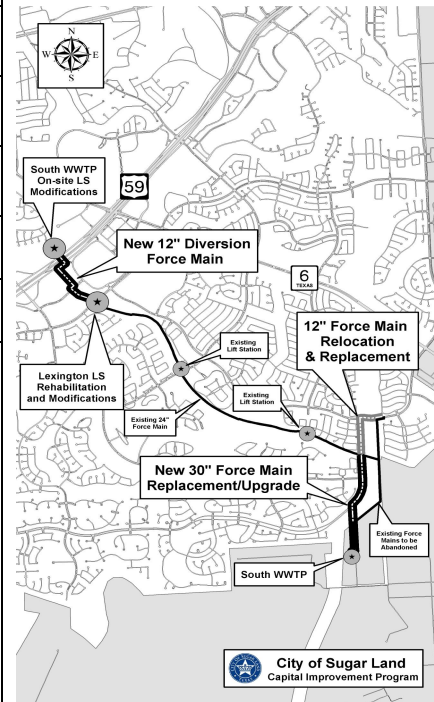 N
W
E
S
South WWTP
On-site LS
Modifications
59
New 12" Diversion
Force Main
6
TEXAS
12" Force Main
Relocation
& Replacement
Existing
Lift Station
Lexington LS
Rehabilitation
and Modifications
Existing 24"
Force Main
Existing
Lift Station
New 30" Force Main
Replacement/Upgrade
Existing Force
Mains to be
Abandoned
South WWTP
City of Sugar Land
Capital Improvement Program